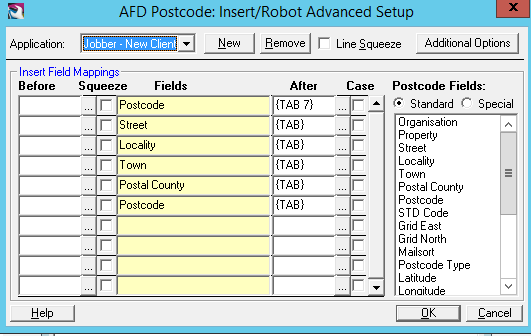 AFD Postcode: Insert/Robot Advanced Setup
x
Application: Jobber - New Client New Remove Line Squeeze Additional Options
Insert Field Mappings
Before Squeeze Fields After Case Postcode Fields:
Standard Special
... Postcode {TAB 7} ...
... Street {TAB} ...
... Locality {TAB} ...
... Town {TAB} ...
... Postal County {TAB} ...
... Postcode {TAB} ...
... ...
... ...
... ...
... ...
Organisation
Property
Street
Locality
Town
Postal County
Postcode
STD Code
Grid East
Grid North
Mailsort
Postcode Type
Latitude
Longitude
Help OK Cancel